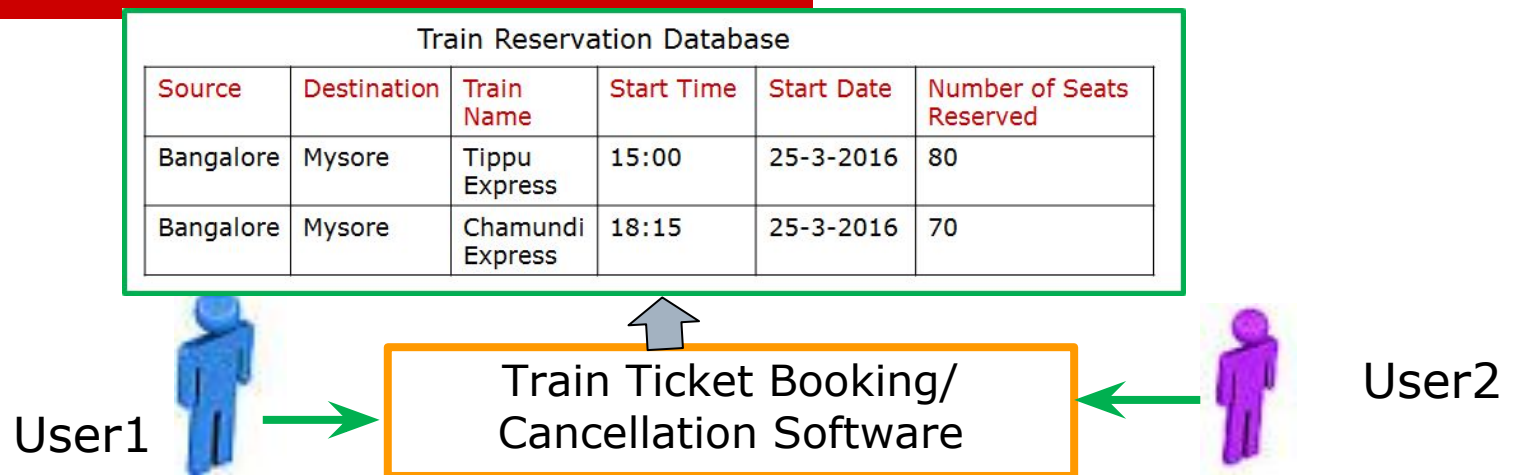 Train Reservation Database
Source Destination Train Name Start Time Start Date Number of Seats Reserved
Bangalore Mysore Tippu Express 15:00 25-3-2016 80
Bangalore Mysore Chamundi Express 18:15 25-3-2016 70
User1
Train Ticket Booking/
Cancellation Software
User2